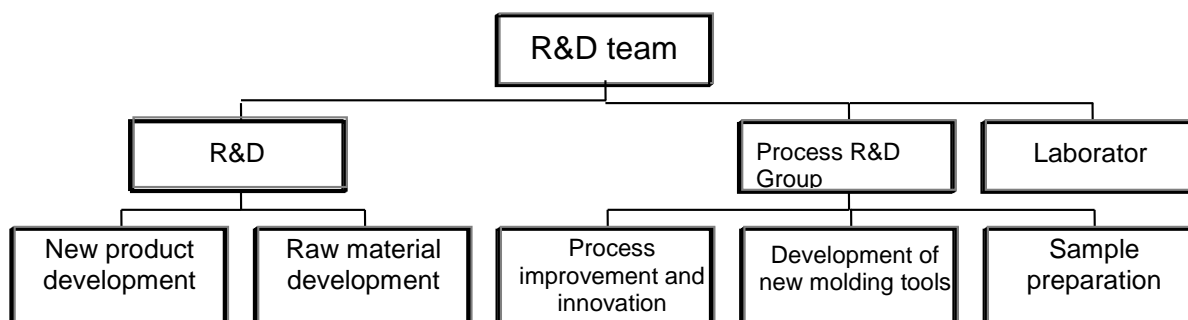 R&D team
R&D
Process R&D
Group
Laborator
New product
development
Raw material
development
Process
improvement and
innovation
Development of
new molding tools
Sample
preparation